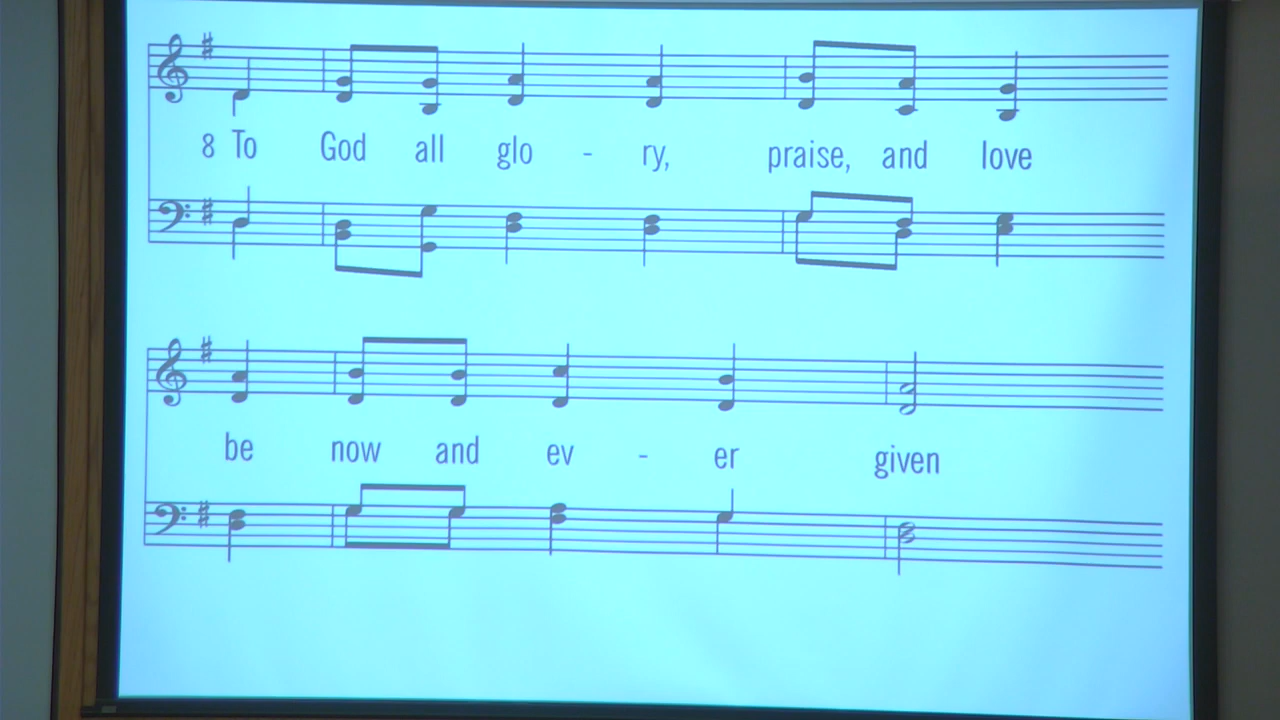 8 To God all glo - ry, praise, and love
be now and ev - er given